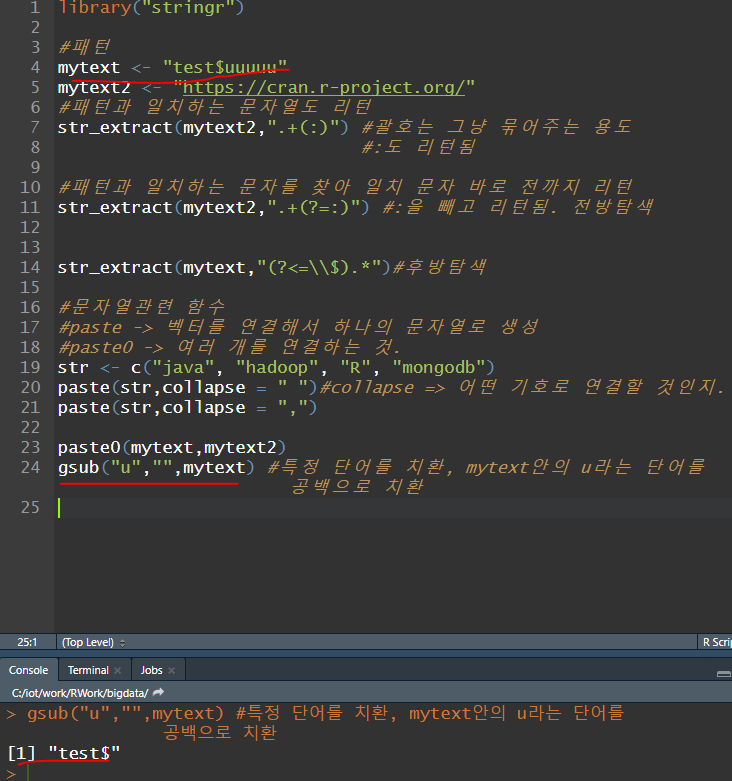 1 library("stringr")
2
3 #패턴
4 mytext <- "test$uuuuu"
5 mytext2 <- "https://cran.r-project.org/"
6 #패턴과 일치하는 문자열도 리턴
7 str_extract(mytext2,".+(:)") #괄호는 그냥 묶어주는 용도
8 #:도 리턴됨
9
10 #패턴과 일치하는 문자를 찾아 일치 문자 바로 전까지 리턴
11 str_extract(mytext2,".+(?=:)") #:을 빼고 리턴됨. 전방탐색
12
13
14 str_extract(mytext,"(?<=\\$).*")#후방탐색
15
16 #문자열관련 함수
17 #paste -> 벡터를 연결해서 하나의 문자열로 생성
18 #paste0 -> 여러 개를 연결하는 것.
19 str <- c("java", "hadoop", "R", "mongodb")
20 paste(str,collapse = " ")#collapse => 어떤 기호로 연결할 것인지.
21 paste(str,collapse = ",")
22
23 paste0(mytext,mytext2)
24 gsub("u","",mytext) #특정 단어를 치환, mytext안의 u라는 단어를
공백으로 치환
25
25:1 (Top Level) R Scri
Console Terminal × Jobs ×
C:/iot/work/RWork/bigdata/
> gsub("u","",mytext) #특정 단어를 치환, mytext안의 u라는 단어를
공백으로 치환
[1] "test$"
>